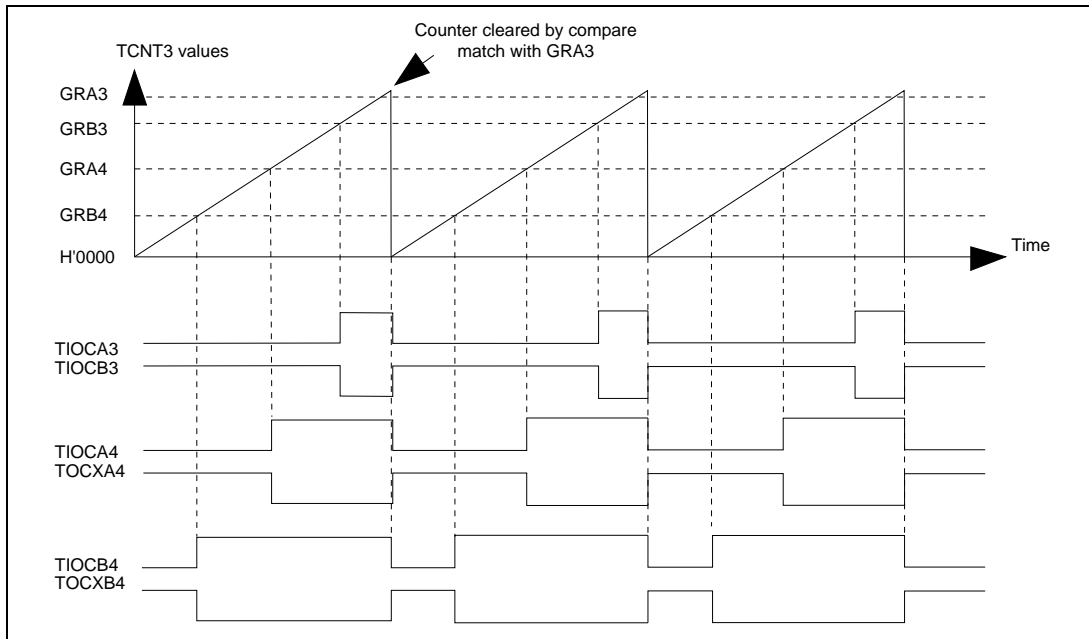 Counter cleared by compare
match with GRA3
TCNT3 values
GRA3
GRB3
GRA4
GRB4
H'0000
Time
TIOCA3
TIOCB3
TIOCA4
TOCXA4
TIOCB4
TOCXB4